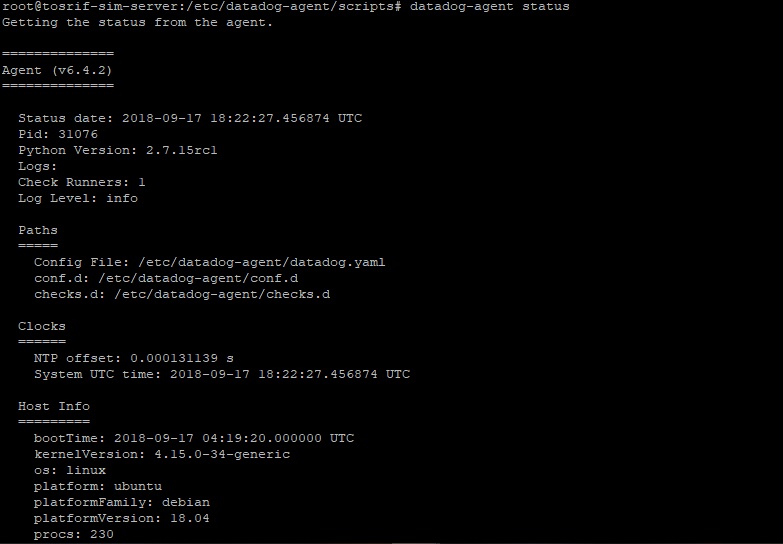 root@tosrif-sim-server:/etc/datadog-agent/scripts# datadog-agent status
Getting the status from the agent.
==============
Agent (v6.4.2)
==============
Status date: 2018-09-17 18:22:27.456874 UTC
Pid: 31076
Python Version: 2.7.15rc1
Logs:
Check Runners: 1
Log Level: info
Paths
=====
Config File: /etc/datadog-agent/datadog.yaml
conf.d: /etc/datadog-agent/conf.d
checks.d: /etc/datadog-agent/checks.d
Clocks
======
NTP offset: 0.000131139 s
System UTC time: 2018-09-17 18:22:27.456874 UTC
Host Info
=========
bootTime: 2018-09-17 04:19:20.000000 UTC
kernelVersion: 4.15.0-34-generic
os: linux
platform: ubuntu
platformFamily: debian
platformVersion: 18.04
procs: 230